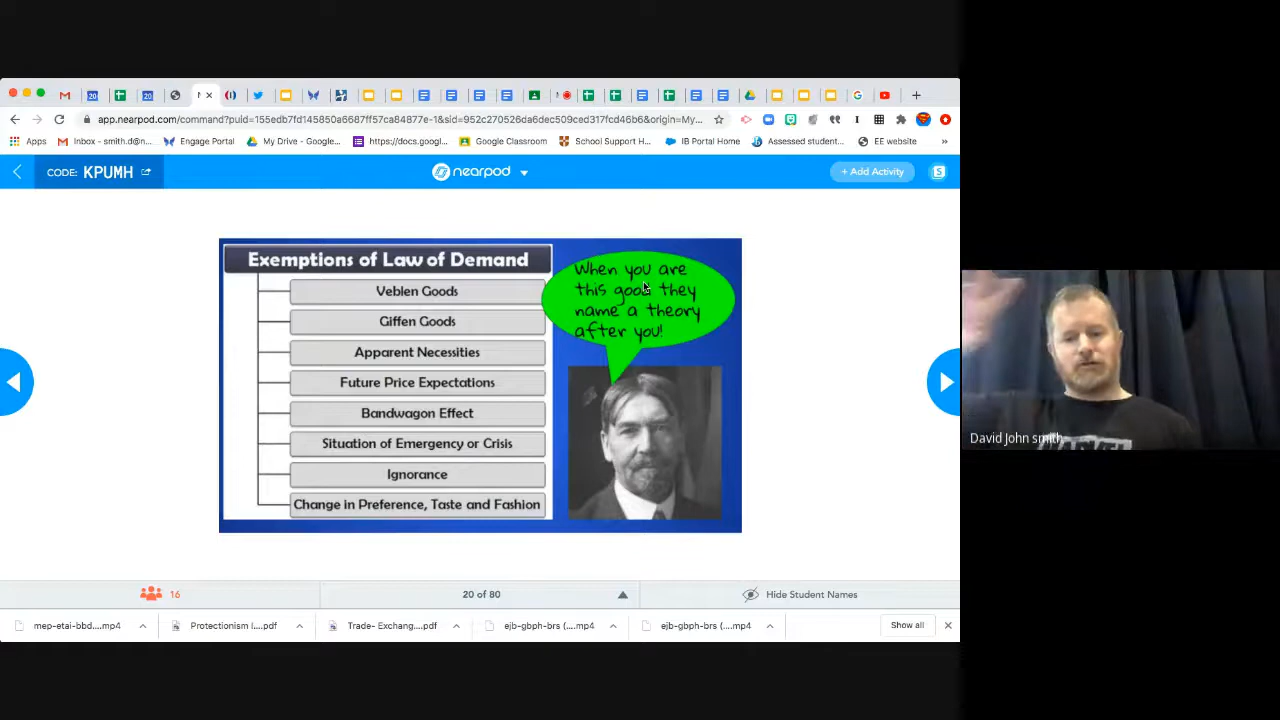 app.nearpod.com/command?puid=155edb7fd145850a6687ff57ca84877e-1&sid=952c270526da6dec509ced317fcd46b6&origin=My...
Apps
Inbox - smith.d@n...
Engage Portal
My Drive - Google...
https://docs.googl...
Google Classroom
School Support H...
IB Portal Home
Assessed student...
EE website
CODE: KPUMH
nearpod
+ Add Activity
S
Exemptions of Law of Demand
Veblen Goods
Giffen Goods
Apparent Necessities
Future Price Expectations
Bandwagon Effect
Situation of Emergency or Crisis
Ignorance
Change in Preference, Taste and Fashion
When you are
this good they
name a theory
after you!
David John smith
16
20 of 80
Hide Student Names
mep-etai-bbd....mp4
Protectionism I....pdf
Trade- Exchang....pdf
ejb-gbph-brs (....mp4
ejb-gbph-brs (....mp4
Show all